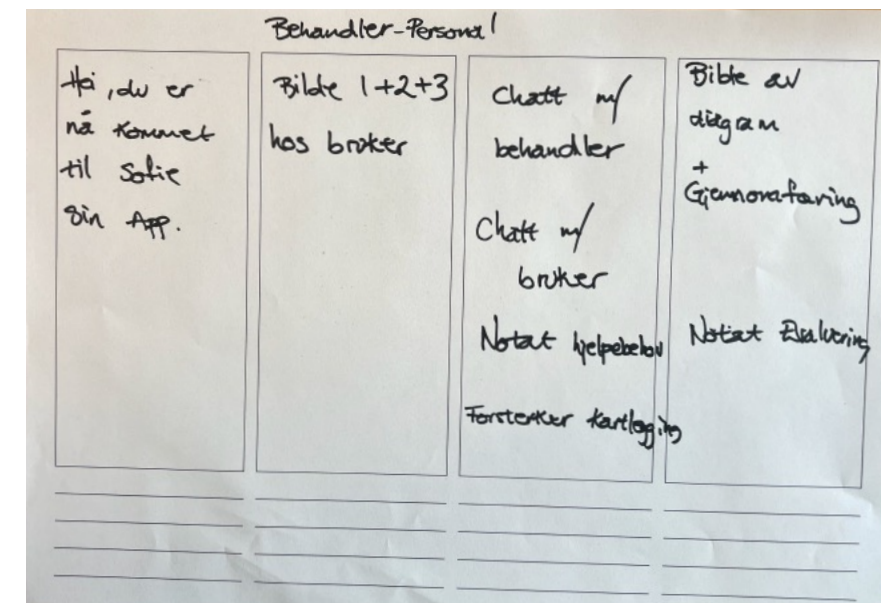 Behandler-Personal
Hei, du er
nå kommet
til Sofie
sin App.
Bilde 1+2+3
hos bruker
Chatt m/
behandler
Chatt m/
bruker
Notat hjelpebehov
Forsterker kartlegging
Bilde av
diagram
+
Gjennomføring
Notat Evaluering